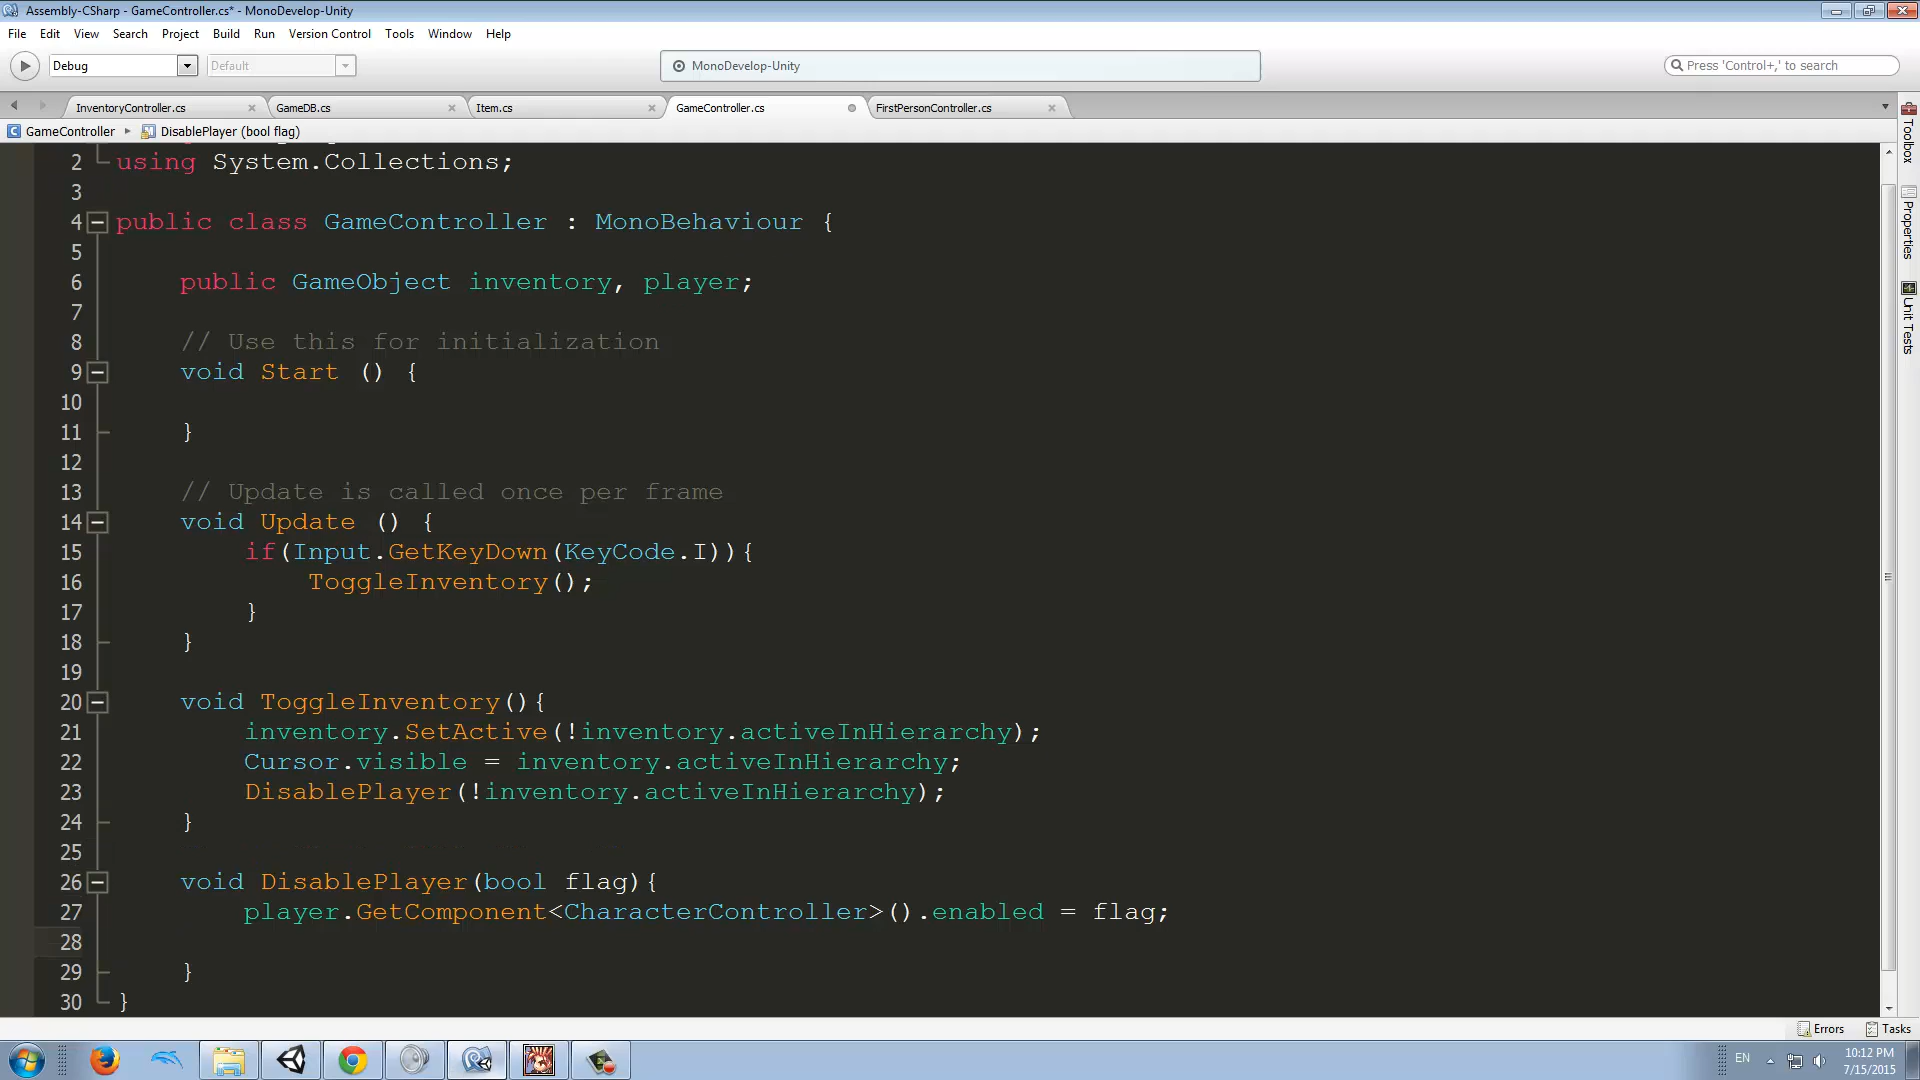 Assembly-CSharp - GameController.cs* - MonoDevelop-Unity
File Edit View Search Project Build Run Version Control Tools Window Help
Debug Default MonoDevelop-Unity Press 'Control+,' to search
InventoryController.cs GameDB.cs Item.cs GameController.cs FirstPersonController.cs
GameController DisablePlayer (bool flag)
2 using System.Collections;
3
4 public class GameController : MonoBehaviour {
5
6 public GameObject inventory, player;
7
8 // Use this for initialization
9 void Start () {
10
11 }
12
13 // Update is called once per frame
14 void Update () {
15 if(Input.GetKeyDown(KeyCode.I)){
16 ToggleInventory();
17 }
18 }
19
20 void ToggleInventory(){
21 inventory.SetActive(!inventory.activeInHierarchy);
22 Cursor.visible = inventory.activeInHierarchy;
23 DisablePlayer(!inventory.activeInHierarchy);
24 }
25
26 void DisablePlayer(bool flag){
27 player.GetComponent<CharacterController>().enabled = flag;
28
29 }
30 }
Toolbox
Properties
Unit Tests
Errors Tasks
EN
10:12 PM
7/15/2015